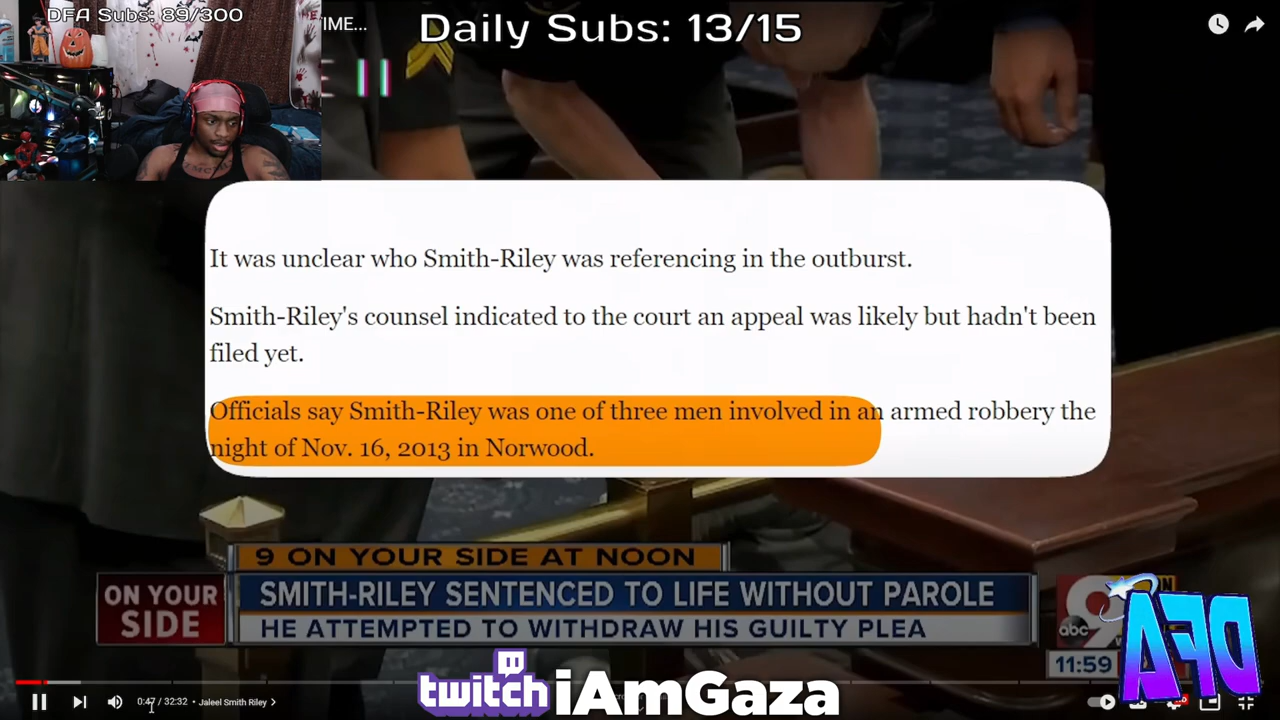 DFA Subs: 89/300
TIME...
Daily Subs: 13/15
It was unclear who Smith-Riley was referencing in the outburst.
Smith-Riley's counsel indicated to the court an appeal was likely but hadn't been
filed yet.
Officials say Smith-Riley was one of three men involved in an armed robbery the
night of Nov. 16, 2013 in Norwood.
9 ON YOUR SIDE AT NOON
ON YOUR
SIDE
SMITH-RILEY SENTENCED TO LIFE WITHOUT PAROLE
HE ATTEMPTED TO WITHDRAW HIS GUILTY PLEA
abc 9
11:59
DFA
twitch iAmGaza
0:47 / 32:32 • Jaleel Smith Riley >